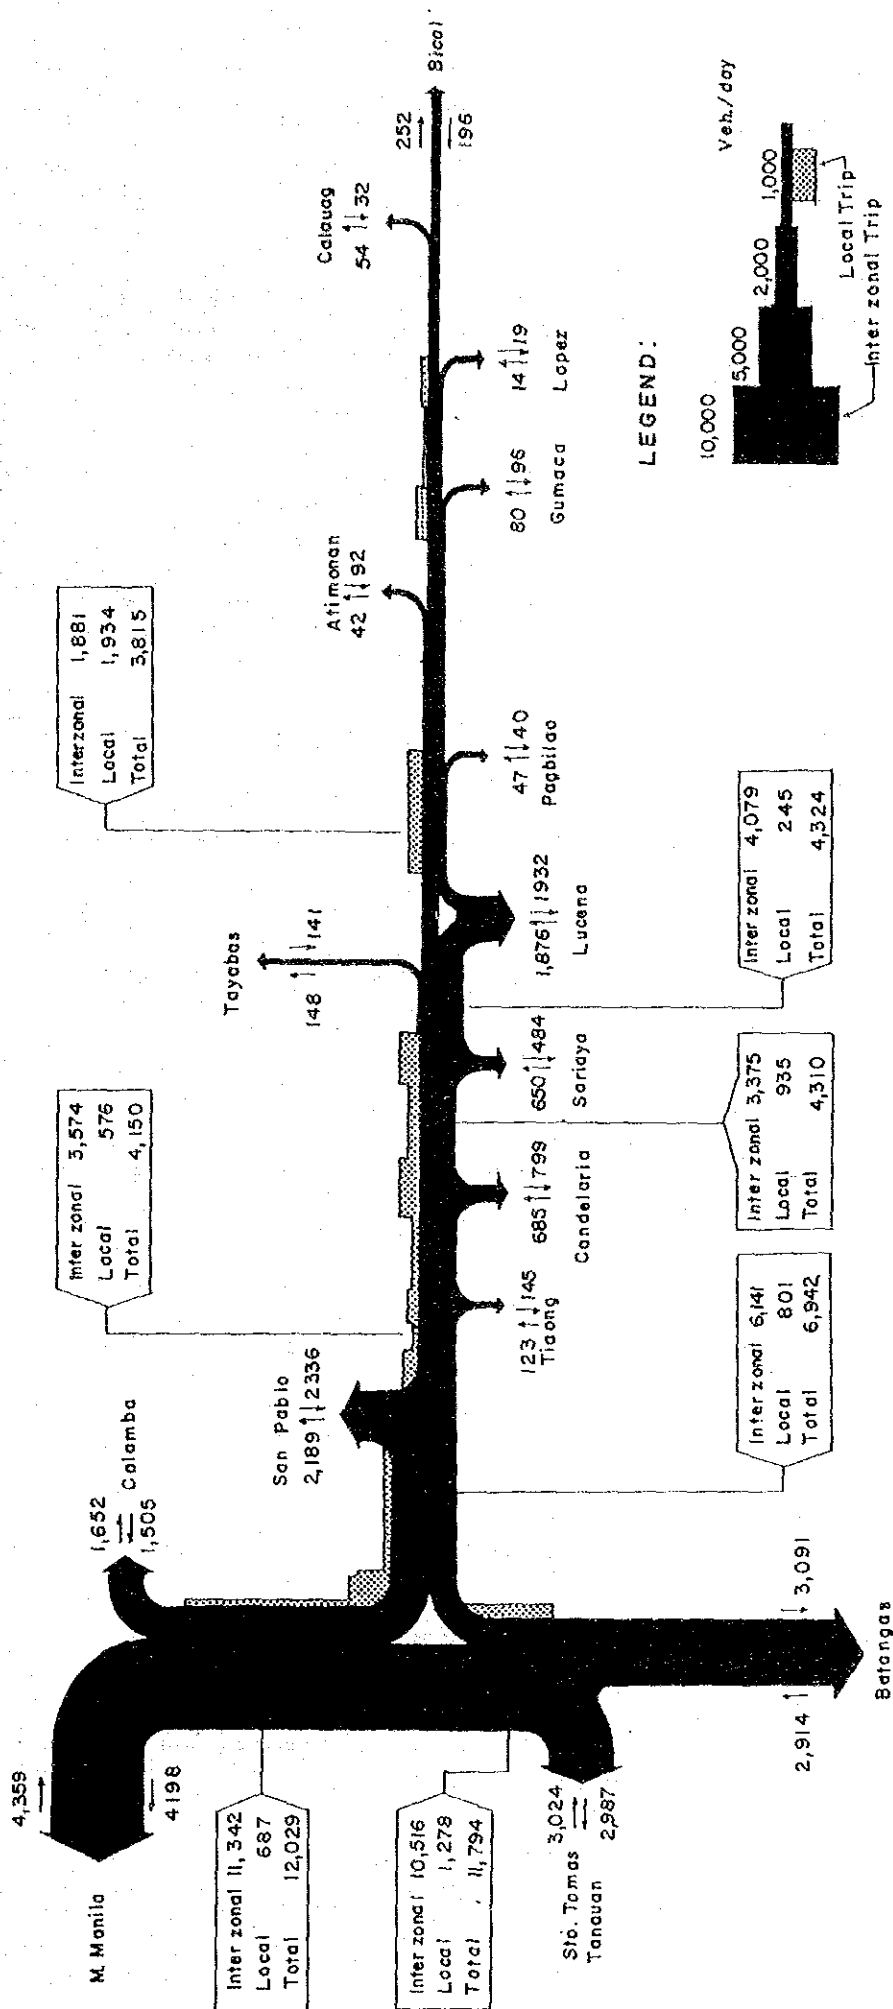 M. Manila
4,359
4198
1,652
1,505
Calamba
Inter zonal 11,342
Local 687
Total 12,029
Inter zonal 10,516
Local 1,278
Total 11,794
Sto. Tomas
Tanauan
3,024
2,987
2,914
3,091
Batangas
San Pablo
2,189 2336
Inter zonal 3,574
Local 576
Total 4,150
Inter zonal 6,141
Local 801
Total 6,942
123 145
Tiaong
685 799
Candelaria
Inter zonal 3,375
Local 935
Total 4,310
650 484
Sariaya
Tayabas
148 141
Inter zonal 4,079
Local 245
Total 4,324
1,876 1932
Lucena
Interzonal 1,881
Local 1,934
Total 3,815
47 40
Pagbilao
Atimonan
42 92
80 96
Gumaca
14 19
Lopez
Calauag
54 32
252
196
Bicol
LEGEND:
10,000
5,000
2,000
1,000
Veh./day
Local Trip
Inter zonal Trip